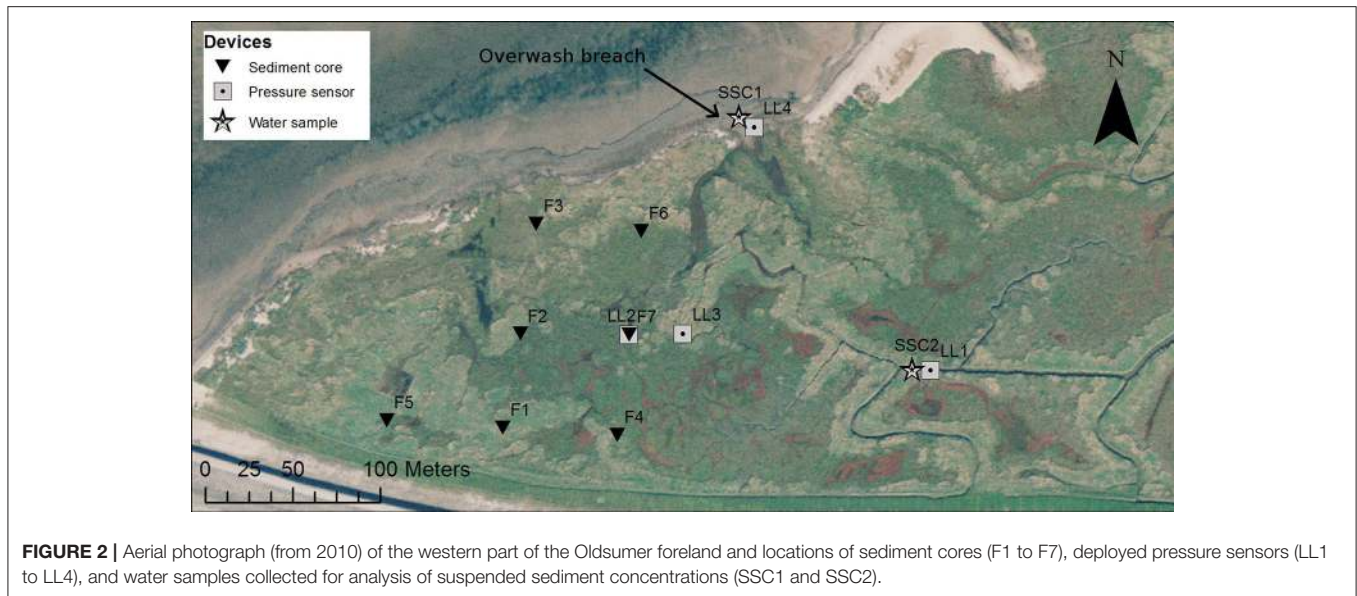 Devices
Sediment core
Pressure sensor
Water sample
Overwash breach
N
SSC1
LL4
F3
F6
F2
LL2F7
LL3
SSC2
LL1
F5
F1
F4
0 25 50 100 Meters
FIGURE 2 | Aerial photograph (from 2010) of the western part of the Oldsumer foreland and locations of sediment cores (F1 to F7), deployed pressure sensors (LL1
to LL4), and water samples collected for analysis of suspended sediment concentrations (SSC1 and SSC2).